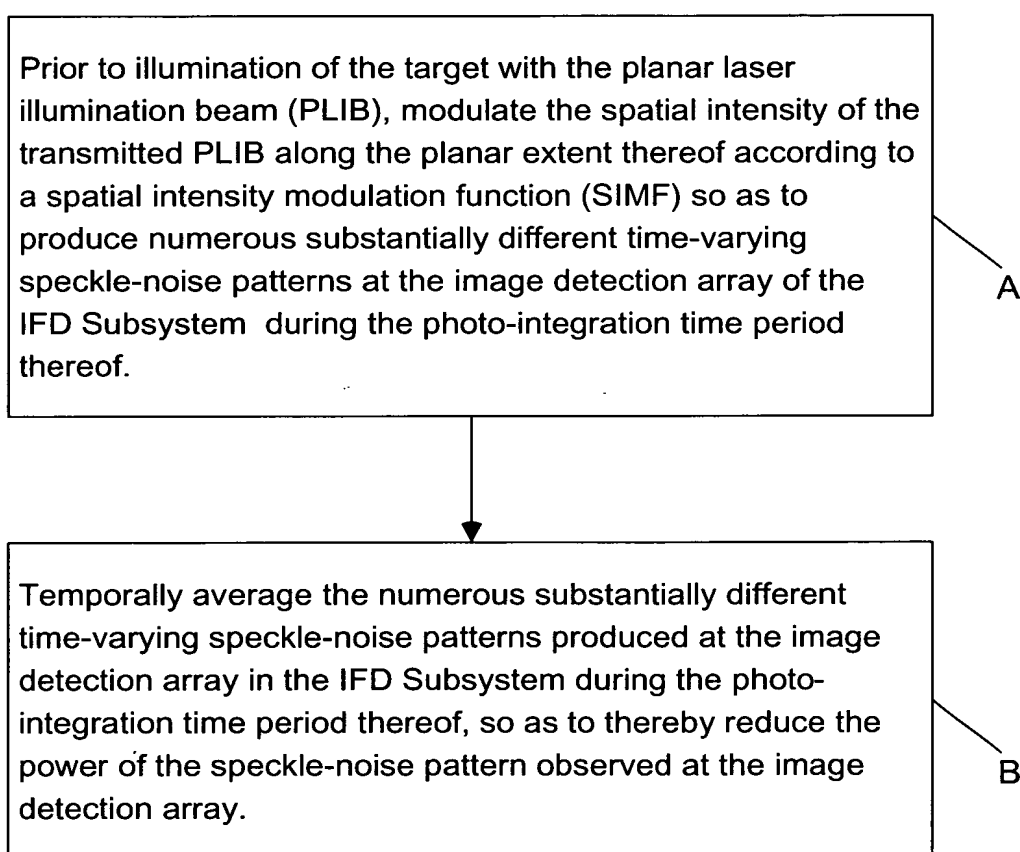 Prior to illumination of the target with the planar laser
illumination beam (PLIB), modulate the spatial intensity of the
transmitted PLIB along the planar extent thereof according to
a spatial intensity modulation function (SIMF) so as to
produce numerous substantially different time-varying
speckle-noise patterns at the image detection array of the
IFD Subsystem during the photo-integration time period
thereof.
A
Temporally average the numerous substantially different
time-varying speckle-noise patterns produced at the image
detection array in the IFD Subsystem during the photo-
integration time period thereof, so as to thereby reduce the
power of the speckle-noise pattern observed at the image
detection array.
B